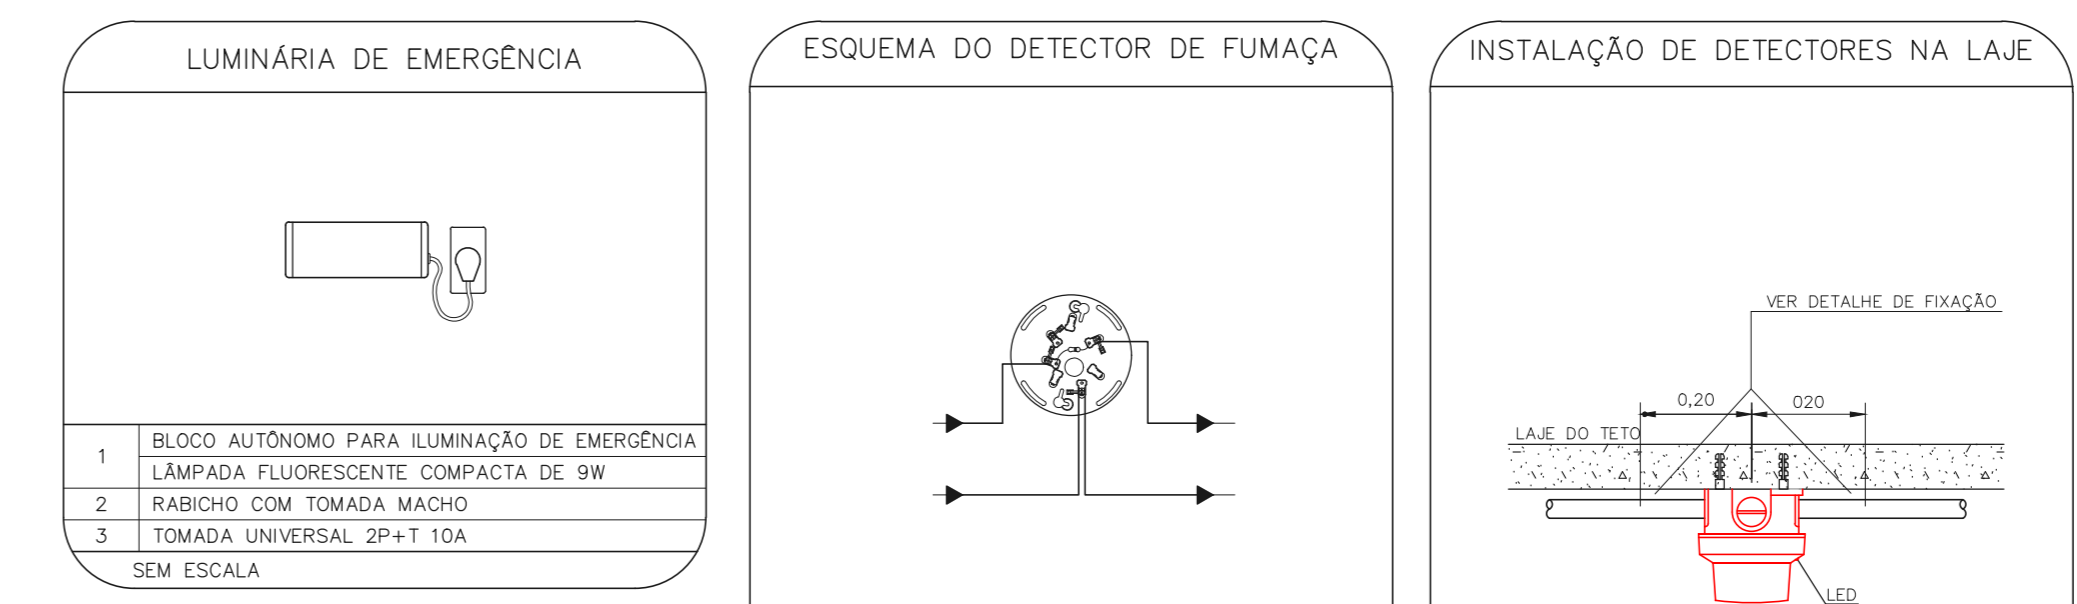 LUMINÁRIA DE EMERGÊNCIA
1
BLOCO AUTÔNOMO PARA ILUMINAÇÃO DE EMERGÊNCIA
LÂMPADA FLUORESCENTE COMPACTA DE 9W
2 RABICHO COM TOMADA MACHO
3 TOMADA UNIVERSAL 2P+T 10A
SEM ESCALA
ESQUEMA DO DETECTOR DE FUMAÇA
INSTALAÇÃO DE DETECTORES NA LAJE
VER DETALHE DE FIXAÇÃO
0,20 020
LAJE DO TETO
LED